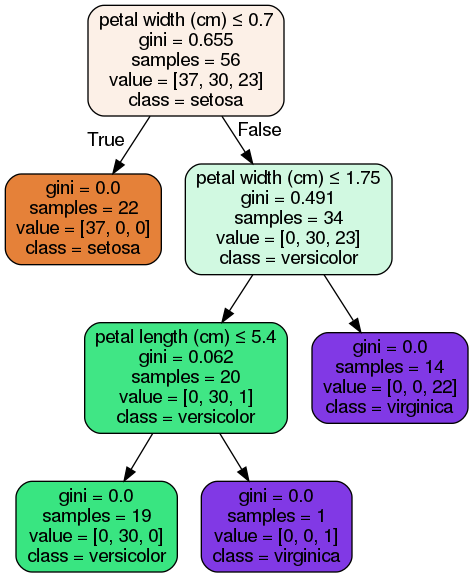 petal width (cm) ≤ 0.7
gini = 0.655
samples = 56
value = [37, 30, 23]
class = setosa
True
False
gini = 0.0
samples = 22
value = [37, 0, 0]
class = setosa
petal width (cm) ≤ 1.75
gini = 0.491
samples = 34
value = [0, 30, 23]
class = versicolor
petal length (cm) ≤ 5.4
gini = 0.062
samples = 20
value = [0, 30, 1]
class = versicolor
gini = 0.0
samples = 14
value = [0, 0, 22]
class = virginica
gini = 0.0
samples = 19
value = [0, 30, 0]
class = versicolor
gini = 0.0
samples = 1
value = [0, 0, 1]
class = virginica